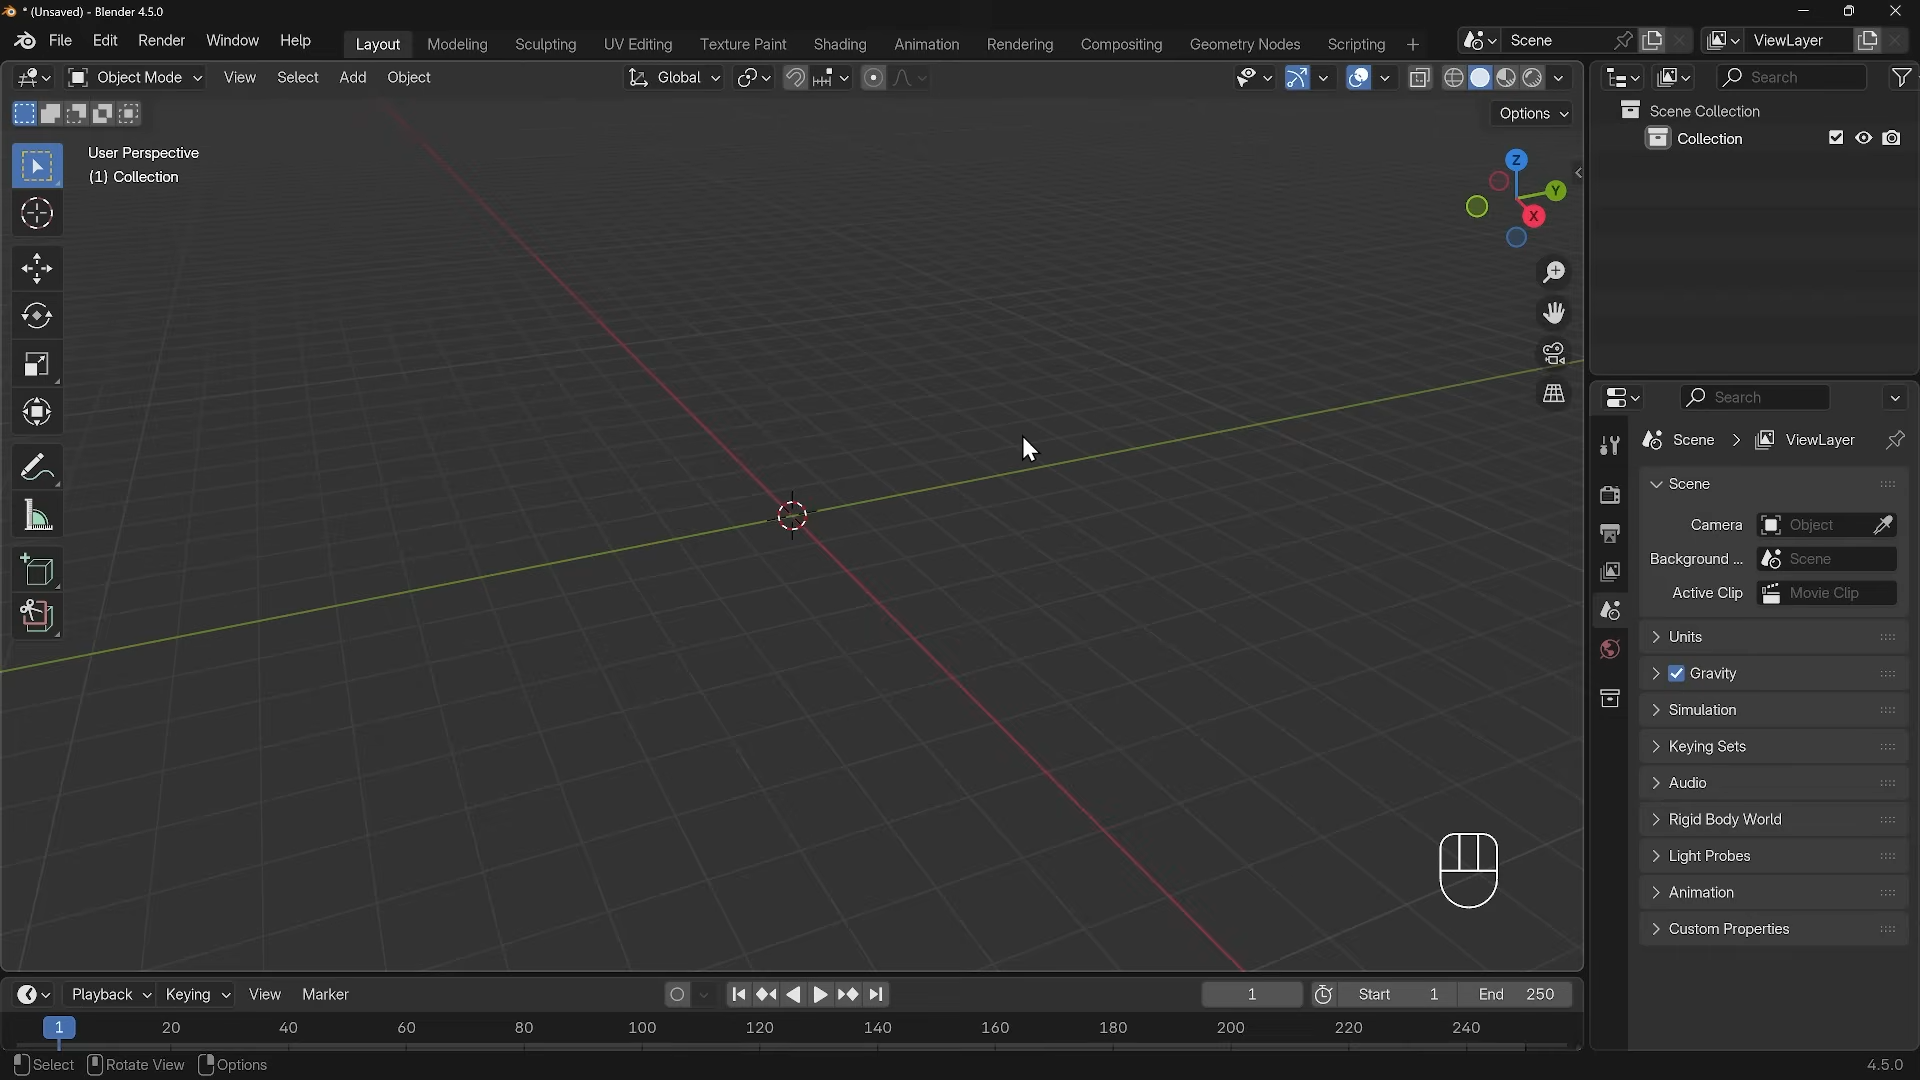 * (Unsaved) - Blender 4.5.0
File Edit Render Window Help Layout Modeling Sculpting UV Editing Texture Paint Shading Animation Rendering Compositing Geometry Nodes Scripting + Scene ViewLayer
Object Mode View Select Add Object Global Search
Options
Scene Collection
Collection
User Perspective
(1) Collection
Z
Y
X
Search
Scene > ViewLayer
Scene
Camera Object
Background ... Scene
Active Clip Movie Clip
Units
Gravity
Simulation
Keying Sets
Audio
Rigid Body World
Light Probes
Animation
Custom Properties
Playback Keying View Marker 1 Start 1 End 250
1 20 40 60 80 100 120 140 160 180 200 220 240
Select Rotate View Options 4.5.0